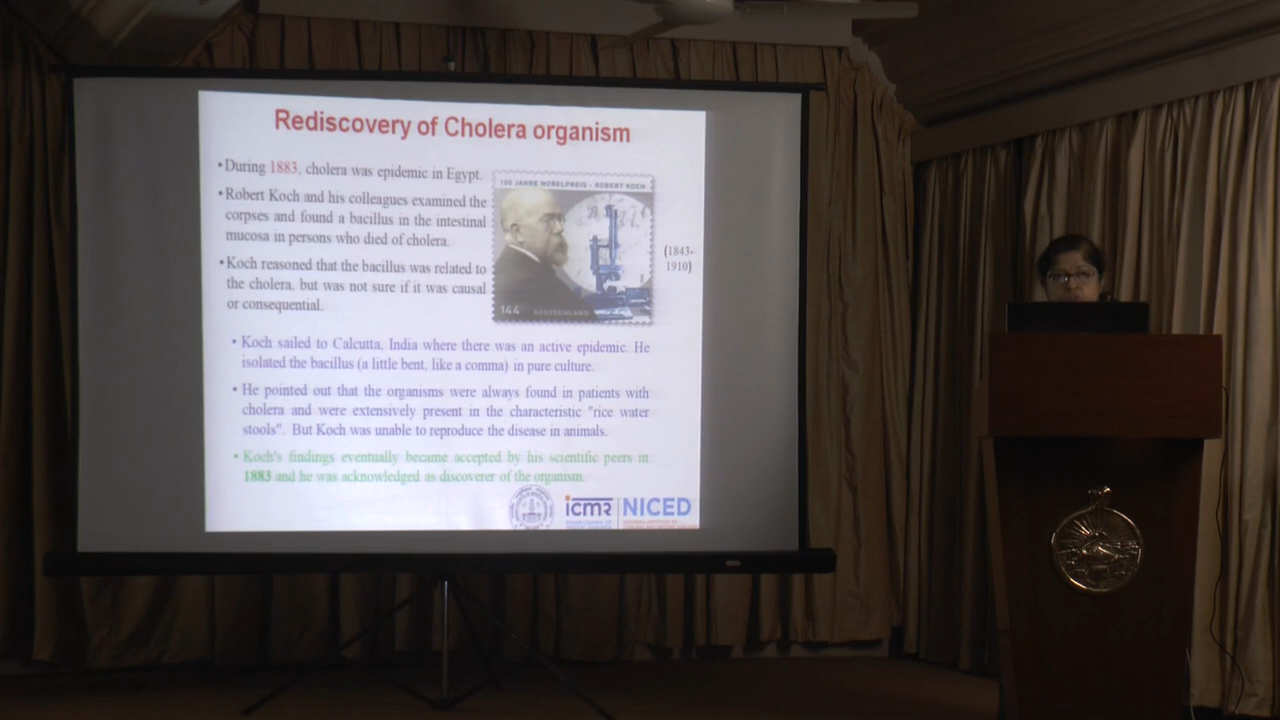 Rediscovery of Cholera organism
• During 1883, cholera was epidemic in Egypt.
• Robert Koch and his colleagues examined the
corpses and found a bacillus in the intestinal
mucosa in persons who died of cholera.
• Koch reasoned that the bacillus was related to
the cholera, but was not sure if it was causal
or consequential.
100 JAHRE NOBELPREIS – ROBERT KOCH
144 DEUTSCHLAND
(1843-
1910)
• Koch sailed to Calcutta, India where there was an active epidemic. He
isolated the bacillus (a little bent, like a comma) in pure culture.
• He pointed out that the organisms were always found in patients with
cholera and were extensively present in the characteristic "rice water
stools". But Koch was unable to reproduce the disease in animals.
• Koch's findings eventually became accepted by his scientific peers in
1883 and he was acknowledged as discoverer of the organism.
icmr NICED